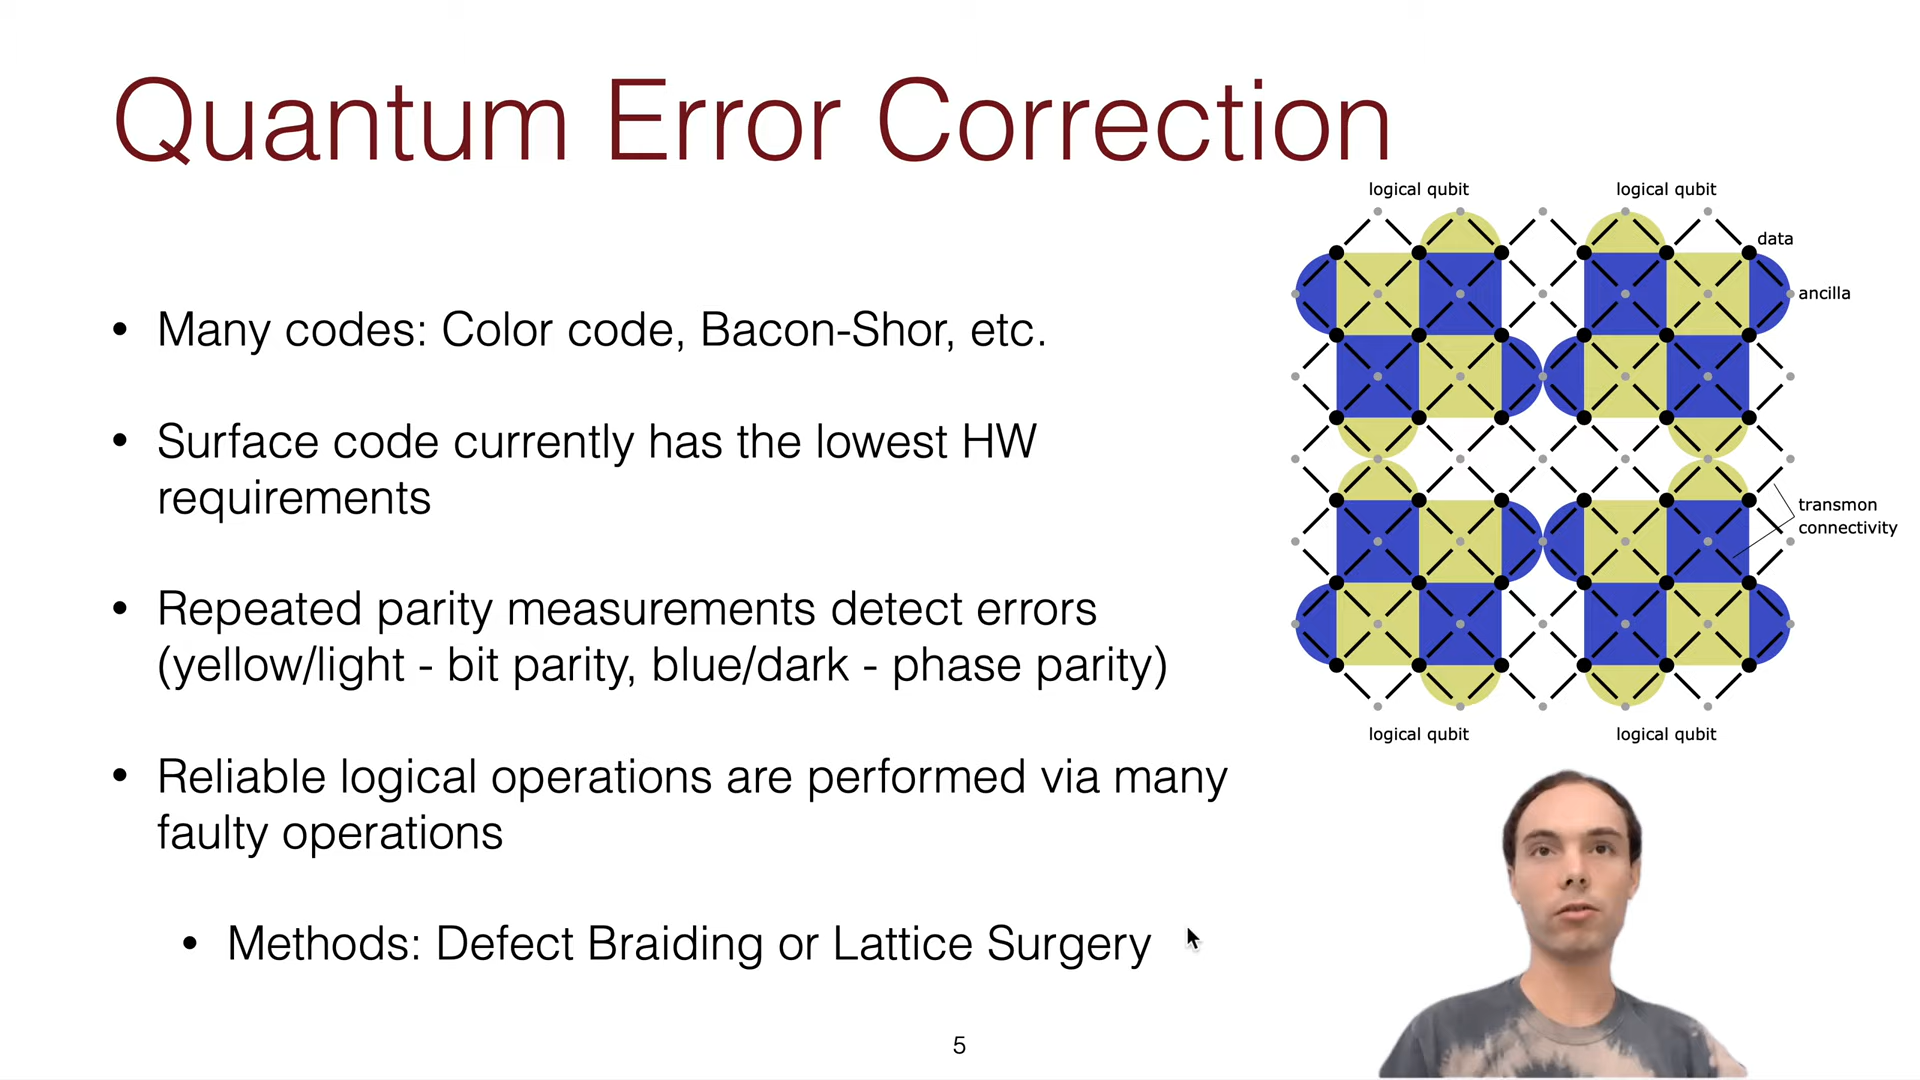 Quantum Error Correction
• Many codes: Color code, Bacon-Shor, etc.
• Surface code currently has the lowest HW
requirements
• Repeated parity measurements detect errors
(yellow/light - bit parity, blue/dark - phase parity)
• Reliable logical operations are performed via many
faulty operations
• Methods: Defect Braiding or Lattice Surgery
logical qubit
logical qubit
data
ancilla
transmon
connectivity
logical qubit
logical qubit
5